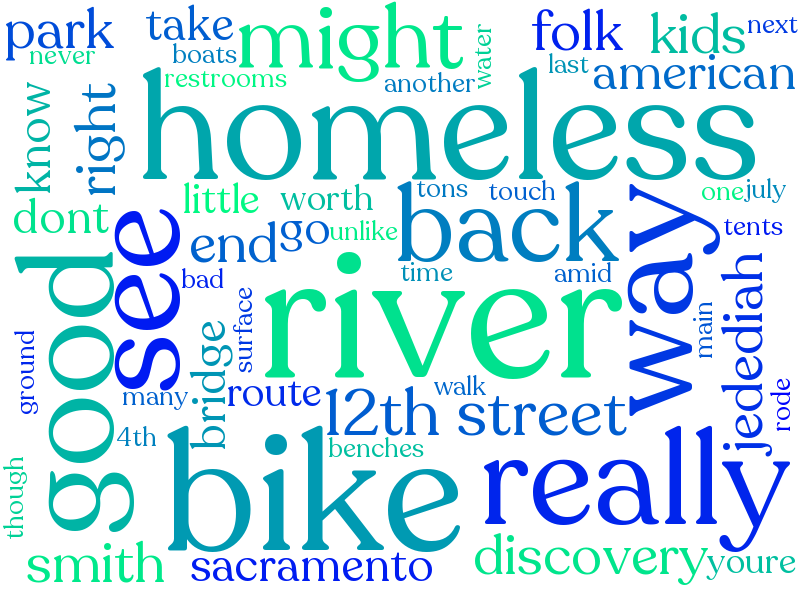 park
take
might
folk
kids
next
never
boats
restrooms
another
water
last
american
know
right
homeless
dont
little
worth
tons
touch
one
july
see
end
go
unlike
back
way
tents
bad
time
amid
good
river
jedediah
surface
main
ground
bridge
many
route
walk
12th street
rode
4th
benches
bike
really
though
smith
sacramento
discovery
youre